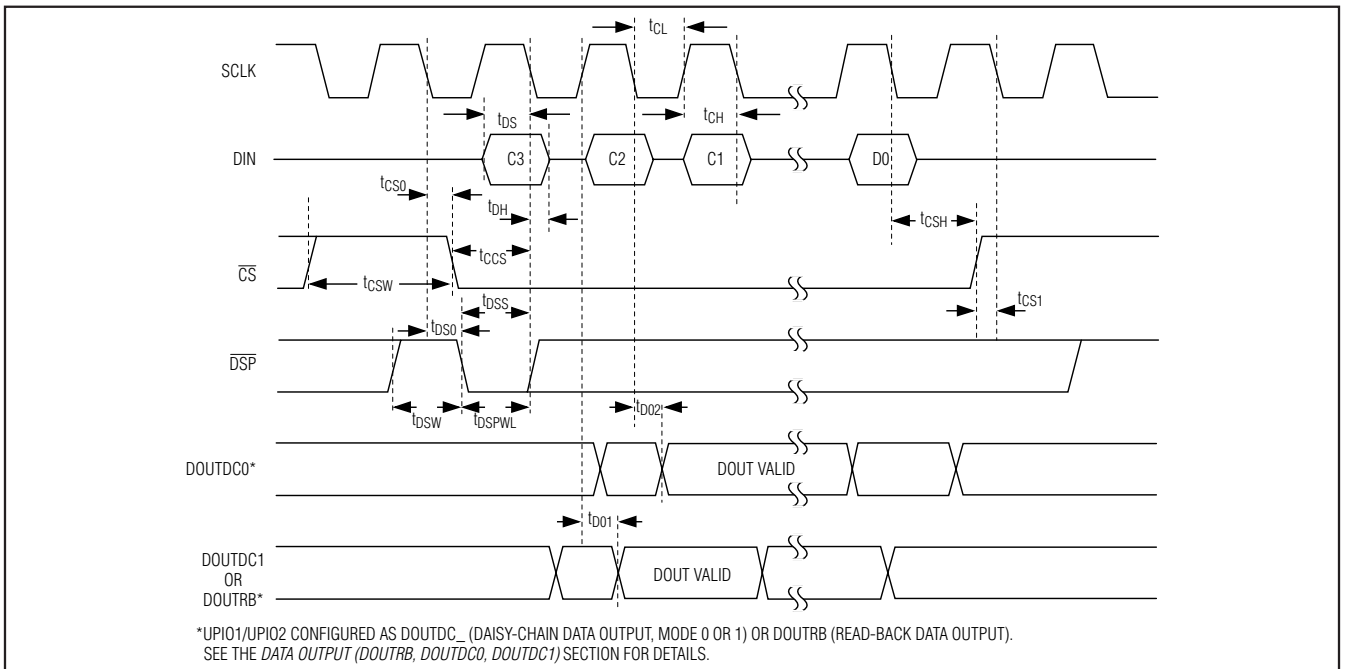 tCL
SCLK
tDS
tCH
DIN
C3
C2
C1
D0
tCS0
tDH
tCSH
tCCS
CS
tCSW
tCS1
tDSS
tDS0
DSP
tDSW
tDSPWL
tD02
DOUTDC0*
DOUT VALID
tD01
DOUTDC1
OR
DOUTRB*
DOUT VALID
*UPIO1/UPIO2 CONFIGURED AS DOUTDC_ (DAISY-CHAIN DATA OUTPUT, MODE 0 OR 1) OR DOUTRB (READ-BACK DATA OUTPUT).
SEE THE DATA OUTPUT (DOUTRB, DOUTDC0, DOUTDC1) SECTION FOR DETAILS.